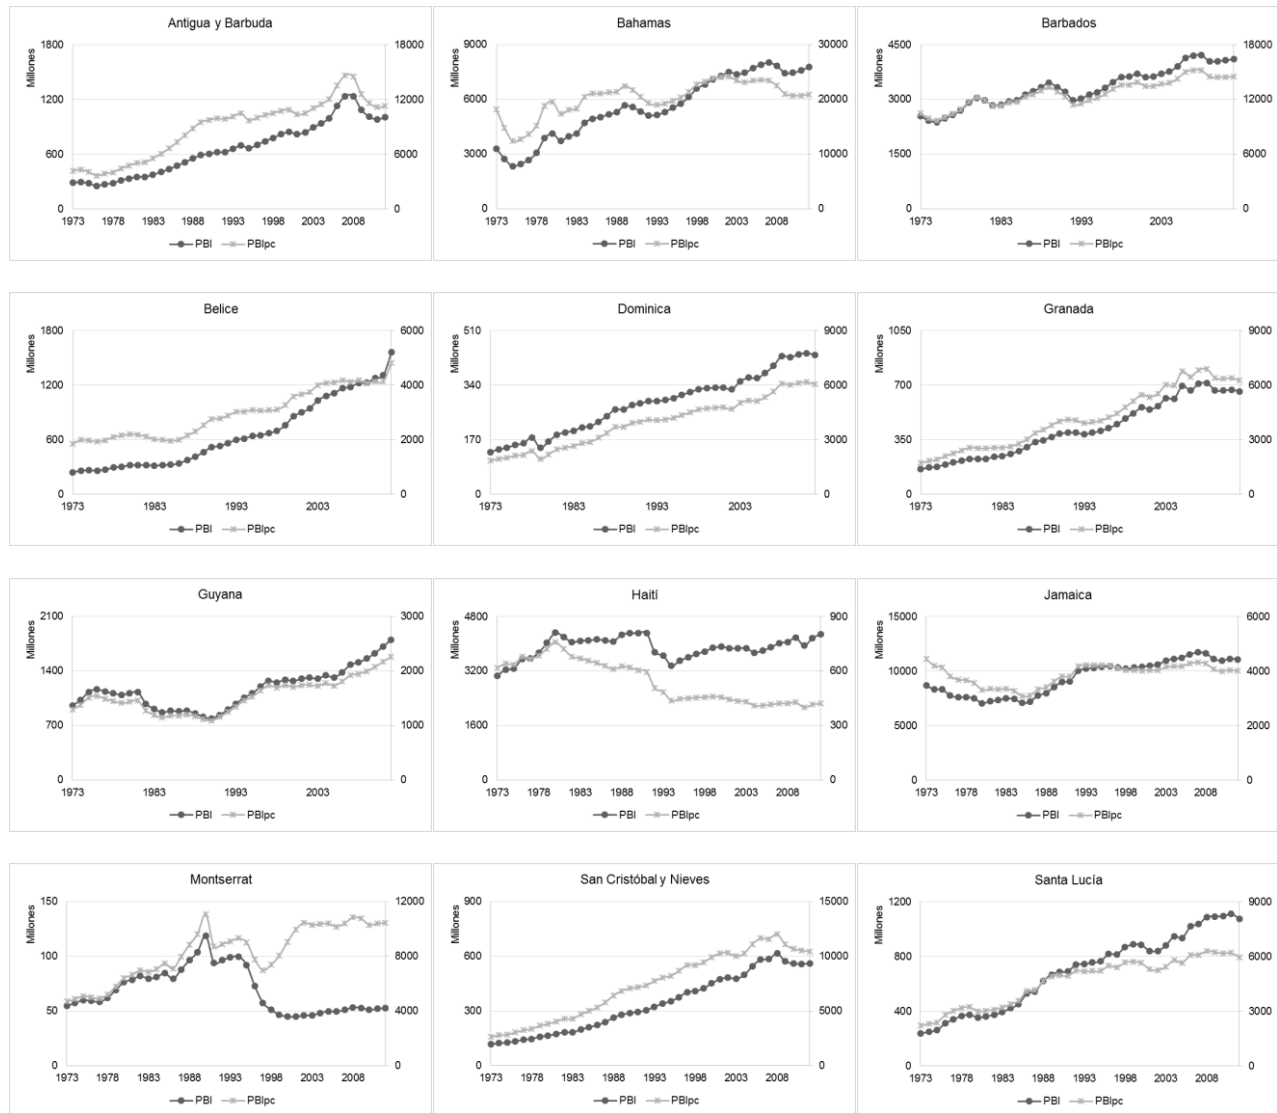 Antigua y Barbuda
Millones
1800 18000
1200 12000
600 6000
0 0
1973 1978 1983 1988 1993 1998 2003 2008
PBI PBIpc
Bahamas
Millones
9000 30000
6000 20000
3000 10000
0 0
1973 1978 1983 1988 1993 1998 2003 2008
PBI PBIpc
Barbados
Millones
4500 18000
3000 12000
1500 6000
0 0
1973 1983 1993 2003
PBI PBIpc
Belice
Millones
1800 6000
1200 4000
600 2000
0 0
1973 1983 1993 2003
PBI PBIpc
Dominica
Millones
510 9000
340 6000
170 3000
0 0
1973 1983 1993 2003
PBI PBIpc
Granada
Millones
1050 9000
700 6000
350 3000
0 0
1973 1983 1993 2003
PBI PBIpc
Guyana
Millones
2100 3000
1400 2000
700 1000
0 0
1973 1983 1993 2003
PBI PBIpc
Haití
Millones
4800 900
3200 600
1600 300
0 0
1973 1978 1983 1988 1993 1998 2003 2008
PBI PBIpc
Jamaica
Millones
15000 6000
10000 4000
5000 2000
0 0
1973 1978 1983 1988 1993 1998 2003 2008
PBI PBIpc
Montserrat
Millones
150 12000
100 8000
50 4000
0 0
1973 1978 1983 1988 1993 1998 2003 2008
PBI PBIpc
San Cristóbal y Nieves
Millones
900 15000
600 10000
300 5000
0 0
1973 1978 1983 1988 1993 1998 2003 2008
PBI PBIpc
Santa Lucía
Millones
1200 9000
800 6000
400 3000
0 0
1973 1978 1983 1988 1993 1998 2003 2008
PBI PBIpc